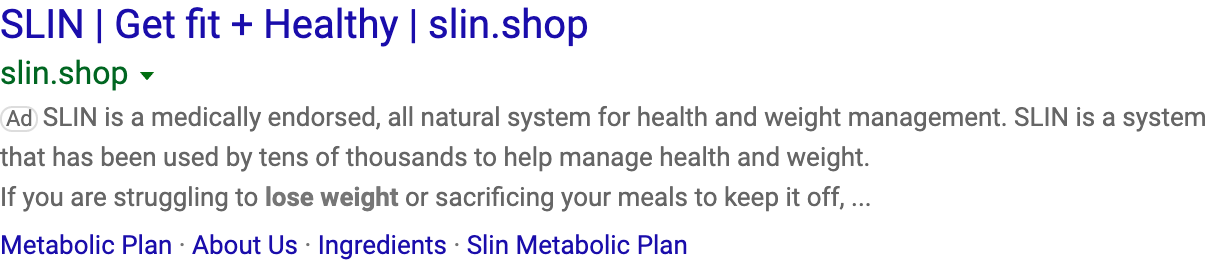 SLIN | Get fit + Healthy | slin.shop
slin.shop
Ad SLIN is a medically endorsed, all natural system for health and weight management. SLIN is a system
that has been used by tens of thousands to help manage health and weight.
If you are struggling to lose weight or sacrificing your meals to keep it off, ...
Metabolic Plan · About Us · Ingredients · Slin Metabolic Plan